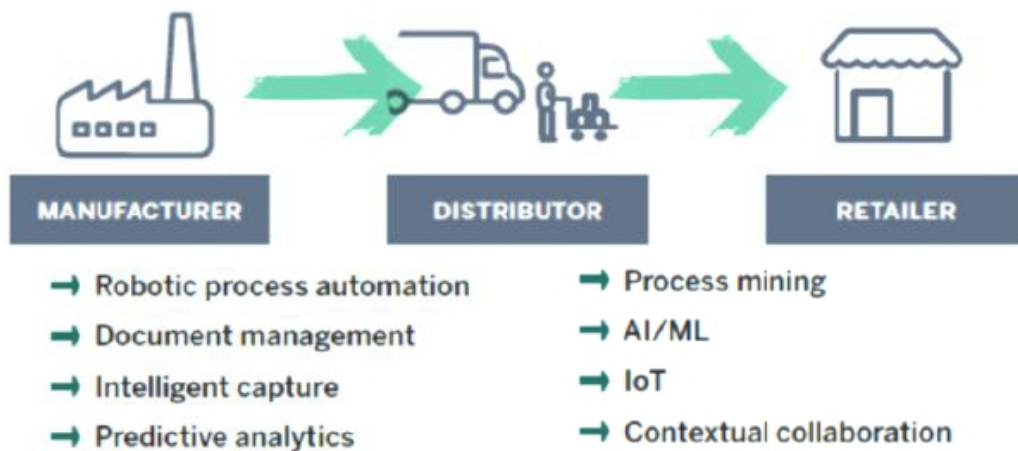 MANUFACTURER
DISTRIBUTOR
RETAILER
Robotic process automation
Document management
Intelligent capture
Predictive analytics
Process mining
AI/ML
IoT
Contextual collaboration